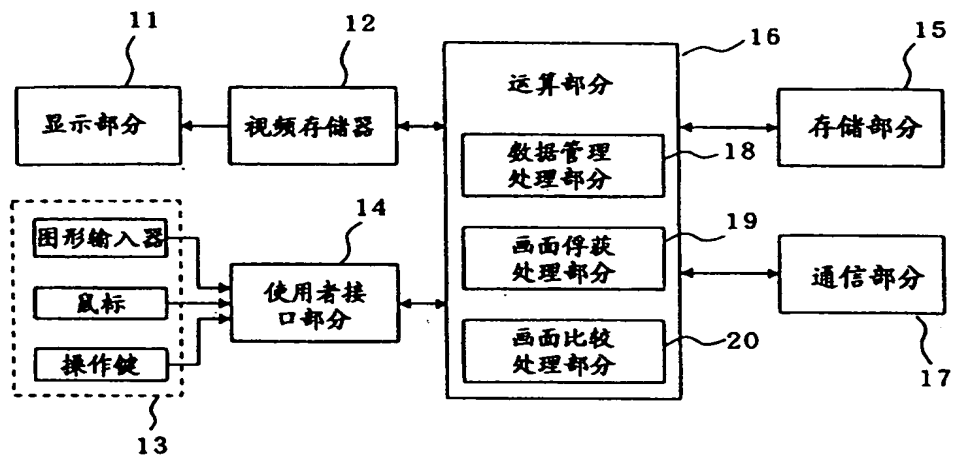 11
12
16
15
显示部分
视频存储器
运算部分
存储部分
数据管理
处理部分
18
14
19
图形输入器
鼠标
操作键
使用者接
口部分
画面俘获
处理部分
通信部分
画面比较
处理部分
20
17
13